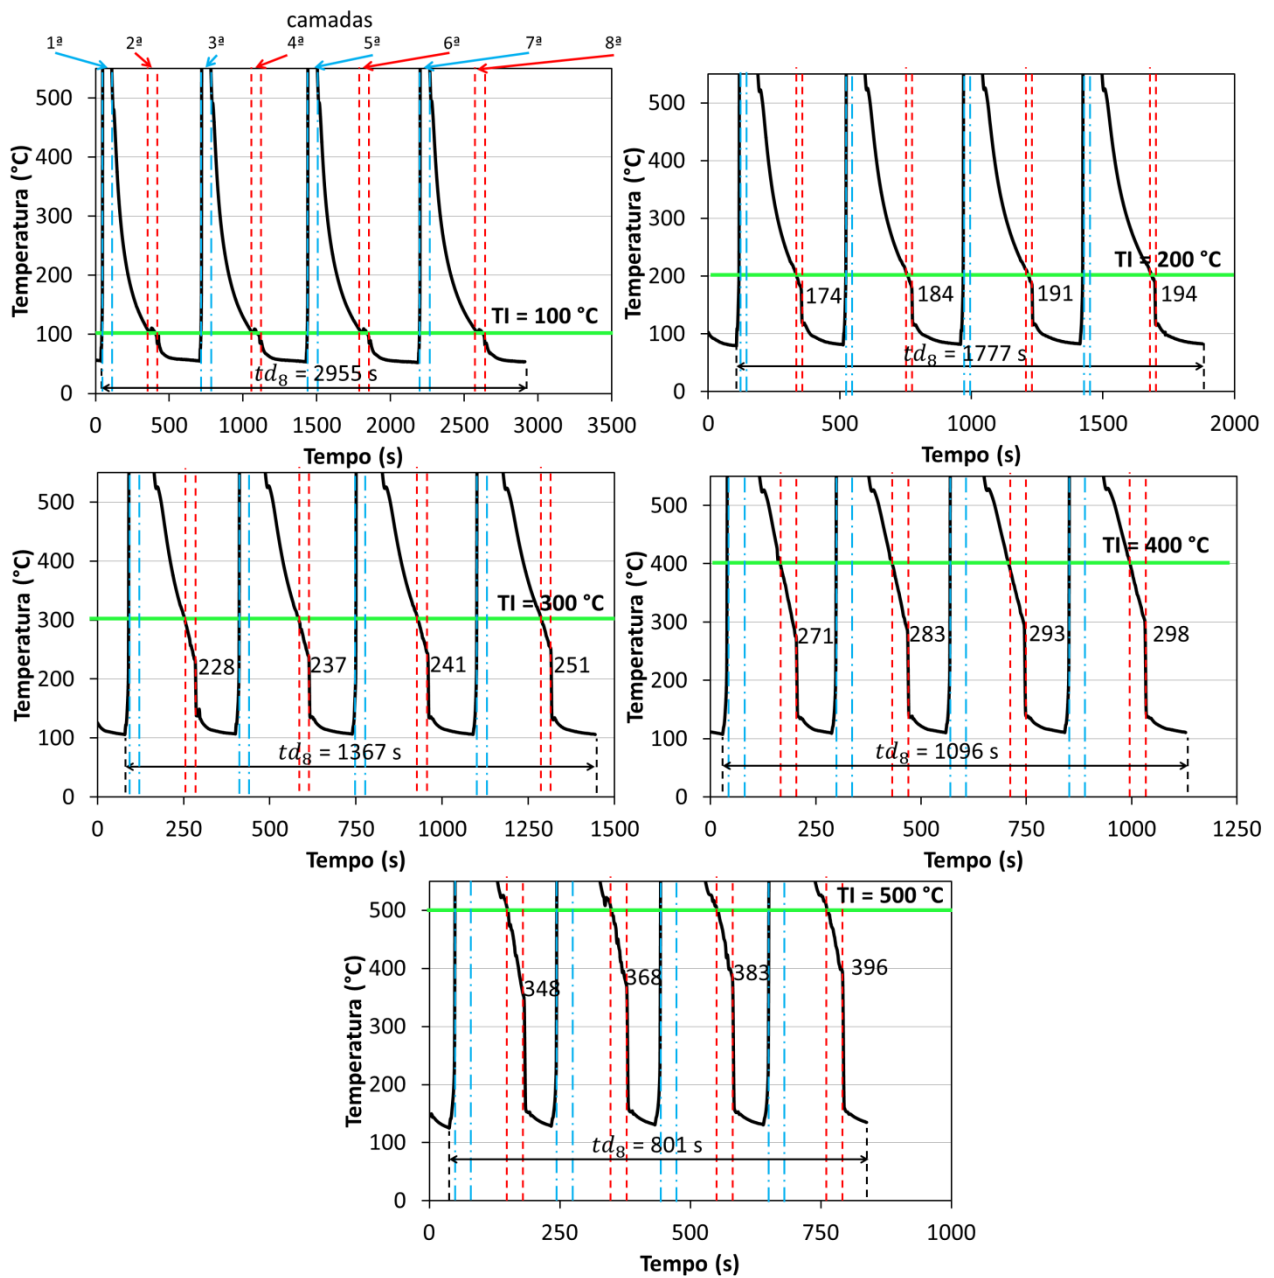 camadas
1ª 2ª 3ª 4ª 5ª 6ª 7ª 8ª
Temperatura (°C)
500
400
300
200
100
0
TI = 100 °C
td8 = 2955 s
0 500 1000 1500 2000 2500 3000 3500
Tempo (s)
Temperatura (°C)
500
400
300
200
100
0
TI = 200 °C
174 184 191 194
td8 = 1777 s
0 500 1000 1500 2000
Tempo (s)
Temperatura (°C)
500
400
300
200
100
0
TI = 300 °C
228 237 241 251
td8 = 1367 s
0 250 500 750 1000 1250 1500
Tempo (s)
Temperatura (°C)
500
400
300
200
100
0
TI = 400 °C
271 283 293 298
td8 = 1096 s
0 250 500 750 1000 1250
Tempo (s)
Temperatura (°C)
500
400
300
200
100
0
TI = 500 °C
348 368 383 396
td8 = 801 s
0 250 500 750 1000
Tempo (s)